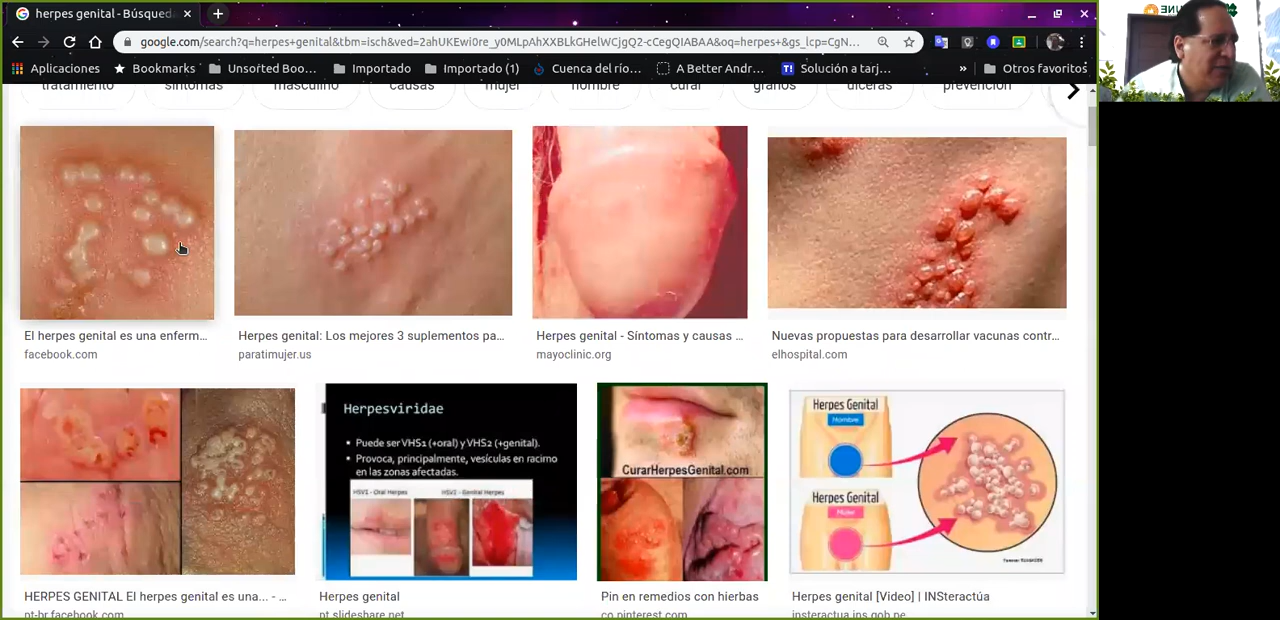 herpes genital - Búsqued
google.com/search?q=herpes+genital&tbm=isch&ved=2ahUKEwi0re_y0MLpAhXXBLkGHelWCjgQ2-cCegQIABAA&oq=herpes+&gs_lcp=CgN...
Aplicaciones Bookmarks Unsorted Boo... Importado Importado (1) Cuenca del río... A Better Andr... T! Solución a tarj... » Otros favoritos
tratamiento síntomas masculino causas mujer hombre curar granos ulceras prevencion
El herpes genital es una enferm...
facebook.com
Herpes genital: Los mejores 3 suplementos pa...
paratimujer.us
Herpes genital - Síntomas y causas ...
mayoclinic.org
Nuevas propuestas para desarrollar vacunas contr...
elhospital.com
Herpesviridae
Puede ser VHS1 (+oral) y VHS2 (+genital).
Provoca, principalmente, vesículas en racimo
en las zonas afectadas.
HSV1 - Oral Herpes
HSV2 - Genital Herpes
CurarHerpesGenital.com
Herpes Genital
Hombre
Herpes Genital
Mujer
HERPES GENITAL El herpes genital es una... - ...
pt-br.facebook.com
Herpes genital
pt.slideshare.net
Pin en remedios con hierbas
co.pinterest.com
Herpes genital [Video] | INSteractúa
insteractua.ins.gob.pe